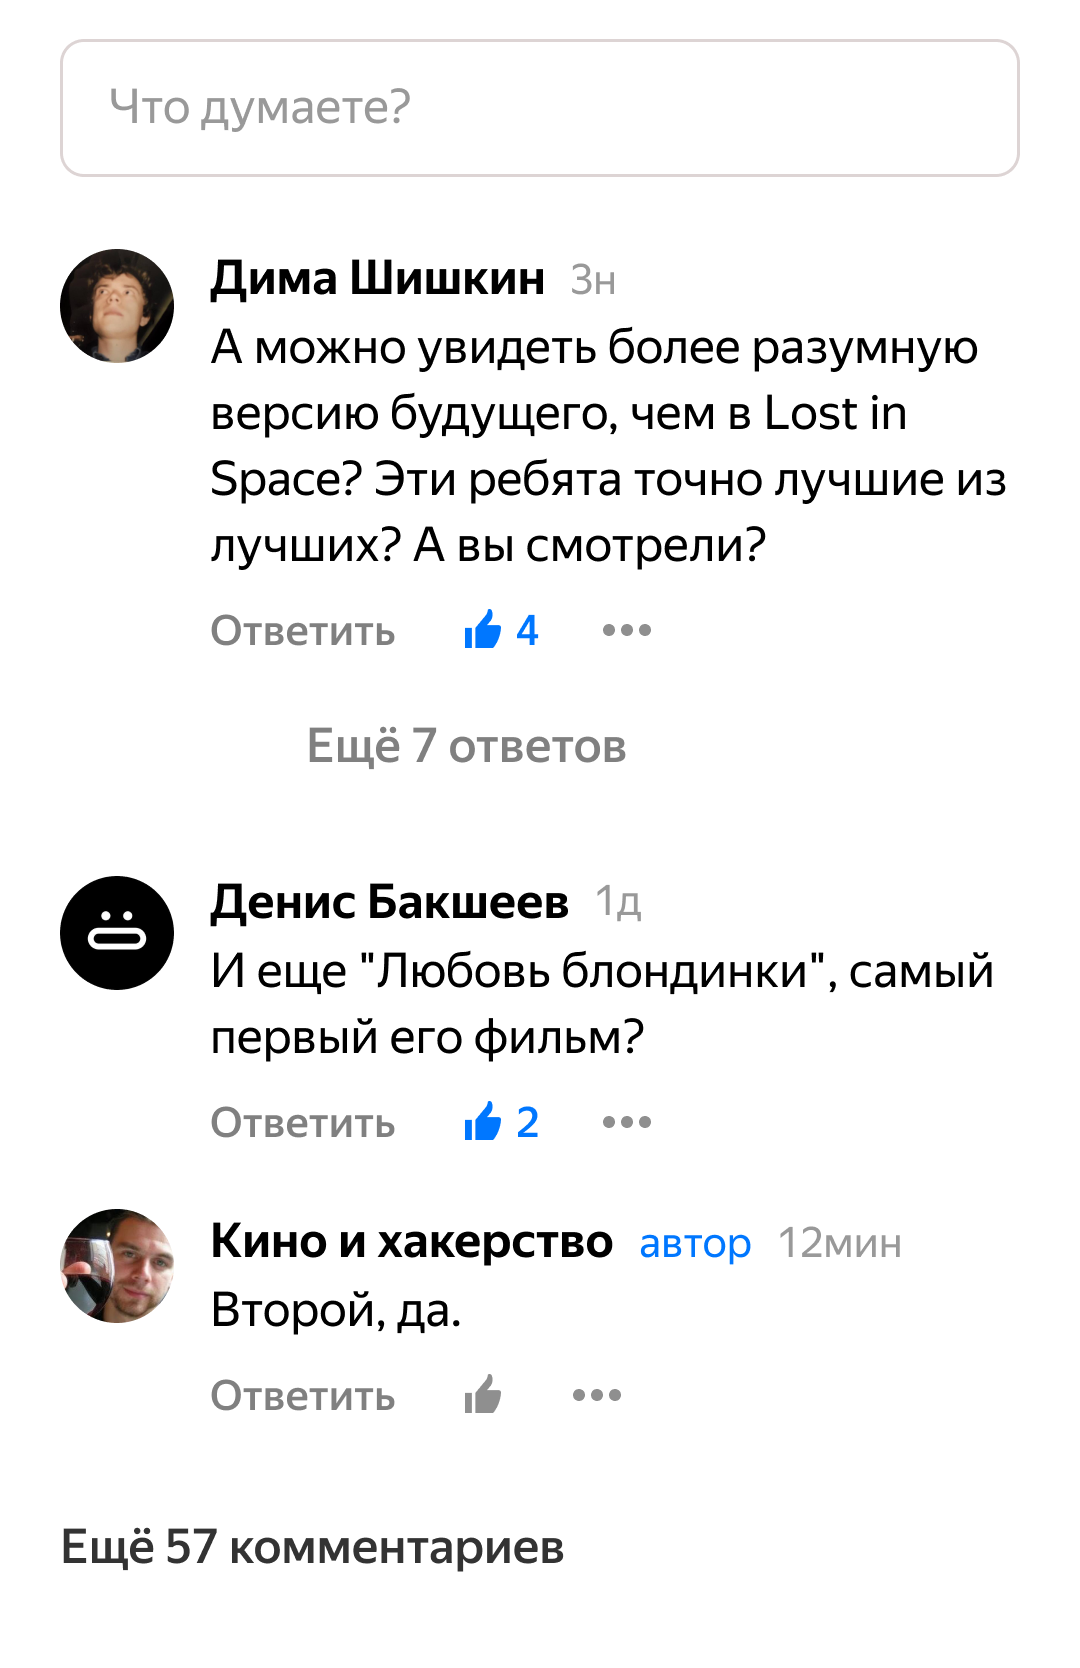 Что думаете?
Дима Шишкин 3н
А можно увидеть более разумную
версию будущего, чем в Lost in
Space? Эти ребята точно лучшие из
лучших? А вы смотрели?
Ответить 4
Ещё 7 ответов
Денис Бакшеев 1д
И еще "Любовь блондинки", самый
первый его фильм?
Ответить 2
Кино и хакерство автор 12мин
Второй, да.
Ответить
Ещё 57 комментариев